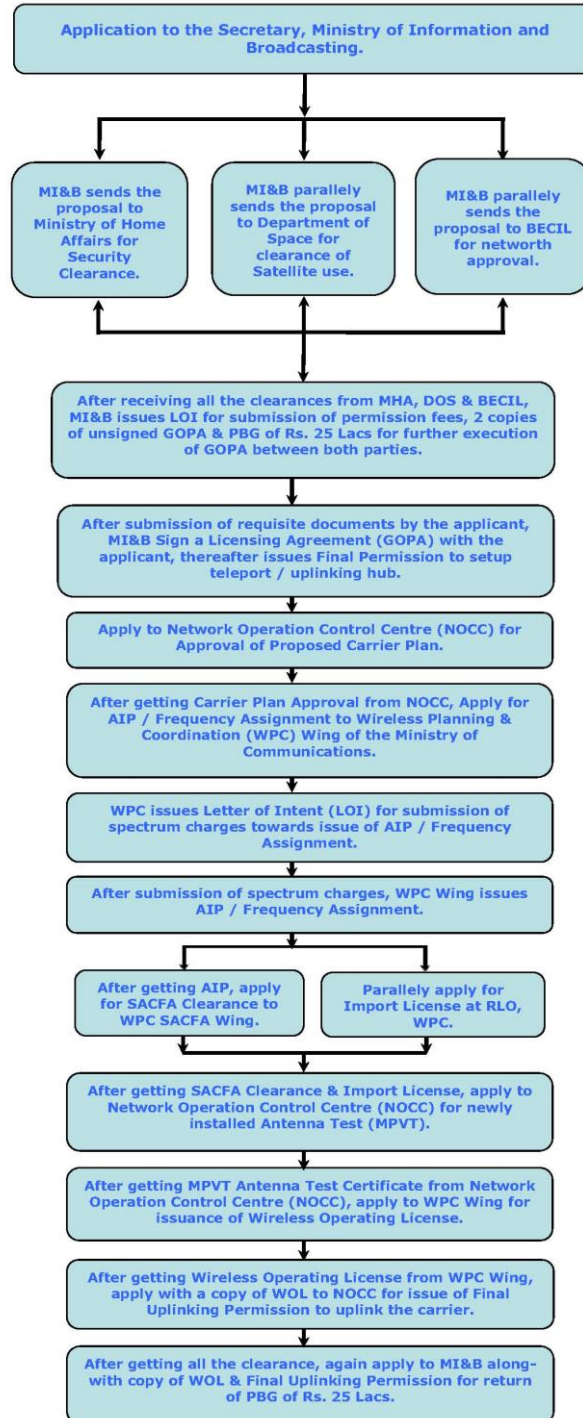 Application to the Secretary, Ministry of Information and
Broadcasting.
MI&B sends the
proposal to
Ministry of Home
Affairs for
Security
Clearance.
MI&B parallely
sends the proposal
to Department of
Space for
clearance of
Satellite use.
MI&B parallely
sends the
proposal to BECIL
for networth
approval.
After receiving all the clearances from MHA, DOS & BECIL,
MI&B issues LOI for submission of permission fees, 2 copies
of unsigned GOPA & PBG of Rs. 25 Lacs for further execution
of GOPA between both parties.
After submission of requisite documents by the applicant,
MI&B Sign a Licensing Agreement (GOPA) with the
applicant, thereafter issues Final Permission to setup
teleport / uplinking hub.
Apply to Network Operation Control Centre (NOCC) for
Approval of Proposed Carrier Plan.
After getting Carrier Plan Approval from NOCC, Apply for
AIP / Frequency Assignment to Wireless Planning &
Coordination (WPC) Wing of the Ministry of
Communications.
WPC issues Letter of Intent (LOI) for submission of
spectrum charges towards issue of AIP / Frequency
Assignment.
After submission of spectrum charges, WPC Wing issues
AIP / Frequency Assignment.
After getting AIP, apply
for SACFA Clearance to
WPC SACFA Wing.
Parallely apply for
Import License at RLO,
WPC.
After getting SACFA Clearance & Import License, apply to
Network Operation Control Centre (NOCC) for newly
installed Antenna Test (MPVT).
After getting MPVT Antenna Test Certificate from Network
Operation Control Centre (NOCC), apply to WPC Wing for
issuance of Wireless Operating License.
After getting Wireless Operating License from WPC Wing,
apply with a copy of WOL to NOCC for issue of Final
Uplinking Permission to uplink the carrier.
After getting all the clearance, again apply to MI&B along-
with copy of WOL & Final Uplinking Permission for return
of PBG of Rs. 25 Lacs.